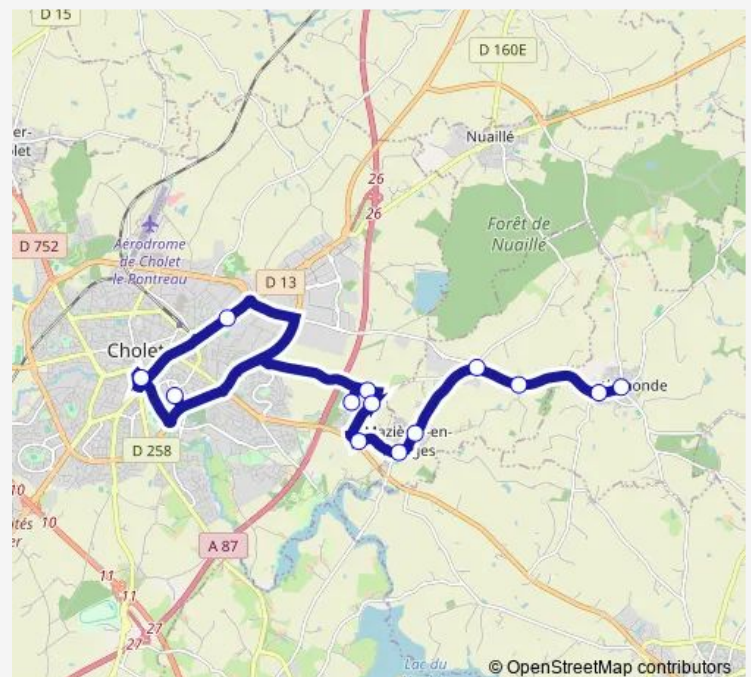 D 15
D 160E
Nuaillé
26
26
Forêt de
Nuaillé
D 752
Aérodrome
de Cholet
le Pontreau
D 13
Cholet
D 258
A 87
10
10
11
11
27
27
Lac du
© OpenStreetMap contributors